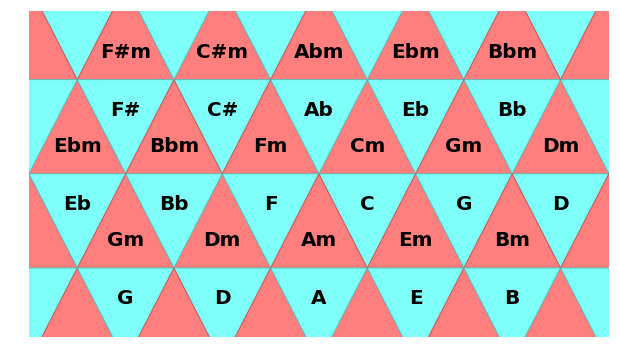 F#m C#m Abm Ebm Bbm
F# C# Ab Eb Bb
Ebm Bbm Fm Cm Gm Dm
Eb Bb F C G D
Gm Dm Am Em Bm
G D A E B